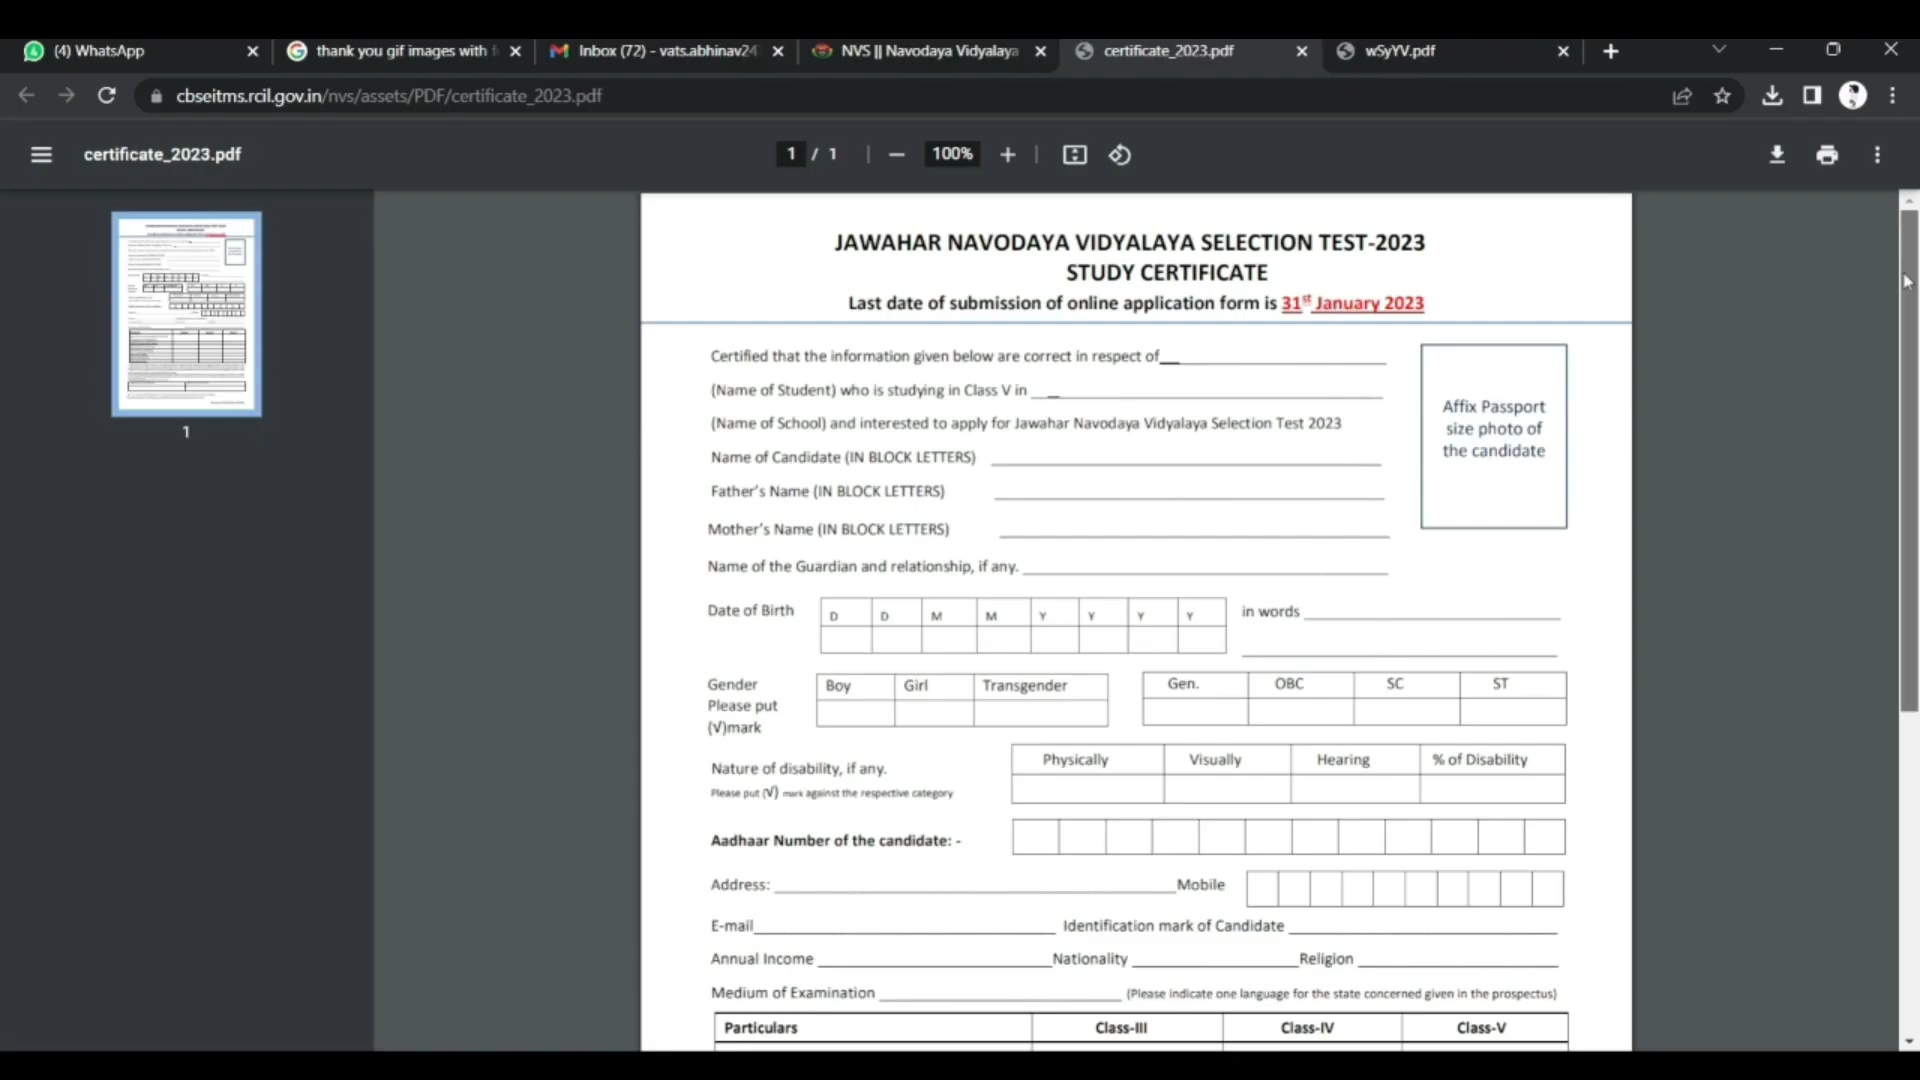 (4) WhatsApp
thank you gif images with f
Inbox (72) - vats.abhinav24
NVS || Navodaya Vidyalaya
certificate_2023.pdf
wSyYV.pdf
cbseitms.rcil.gov.in/nvs/assets/PDF/certificate_2023.pdf
certificate_2023.pdf
1 / 1
100%
1
JAWAHAR NAVODAYA VIDYALAYA SELECTION TEST-2023
STUDY CERTIFICATE
Last date of submission of online application form is 31st January 2023
Certified that the information given below are correct in respect of
(Name of Student) who is studying in Class V in
(Name of School) and interested to apply for Jawahar Navodaya Vidyalaya Selection Test 2023
Affix Passport
size photo of
the candidate
Name of Candidate (IN BLOCK LETTERS)
Father's Name (IN BLOCK LETTERS)
Mother's Name (IN BLOCK LETTERS)
Name of the Guardian and relationship, if any.
Date of Birth D D M M Y Y Y Y in words
Gender Boy Girl Transgender Gen. OBC SC ST
Please put
(√)mark
Nature of disability, if any. Physically Visually Hearing % of Disability
Please put (√) mark against the respective category
Aadhaar Number of the candidate: -
Address: Mobile
E-mail Identification mark of Candidate
Annual Income Nationality Religion
Medium of Examination (Please indicate one language for the state concerned given in the prospectus)
Particulars Class-III Class-IV Class-V